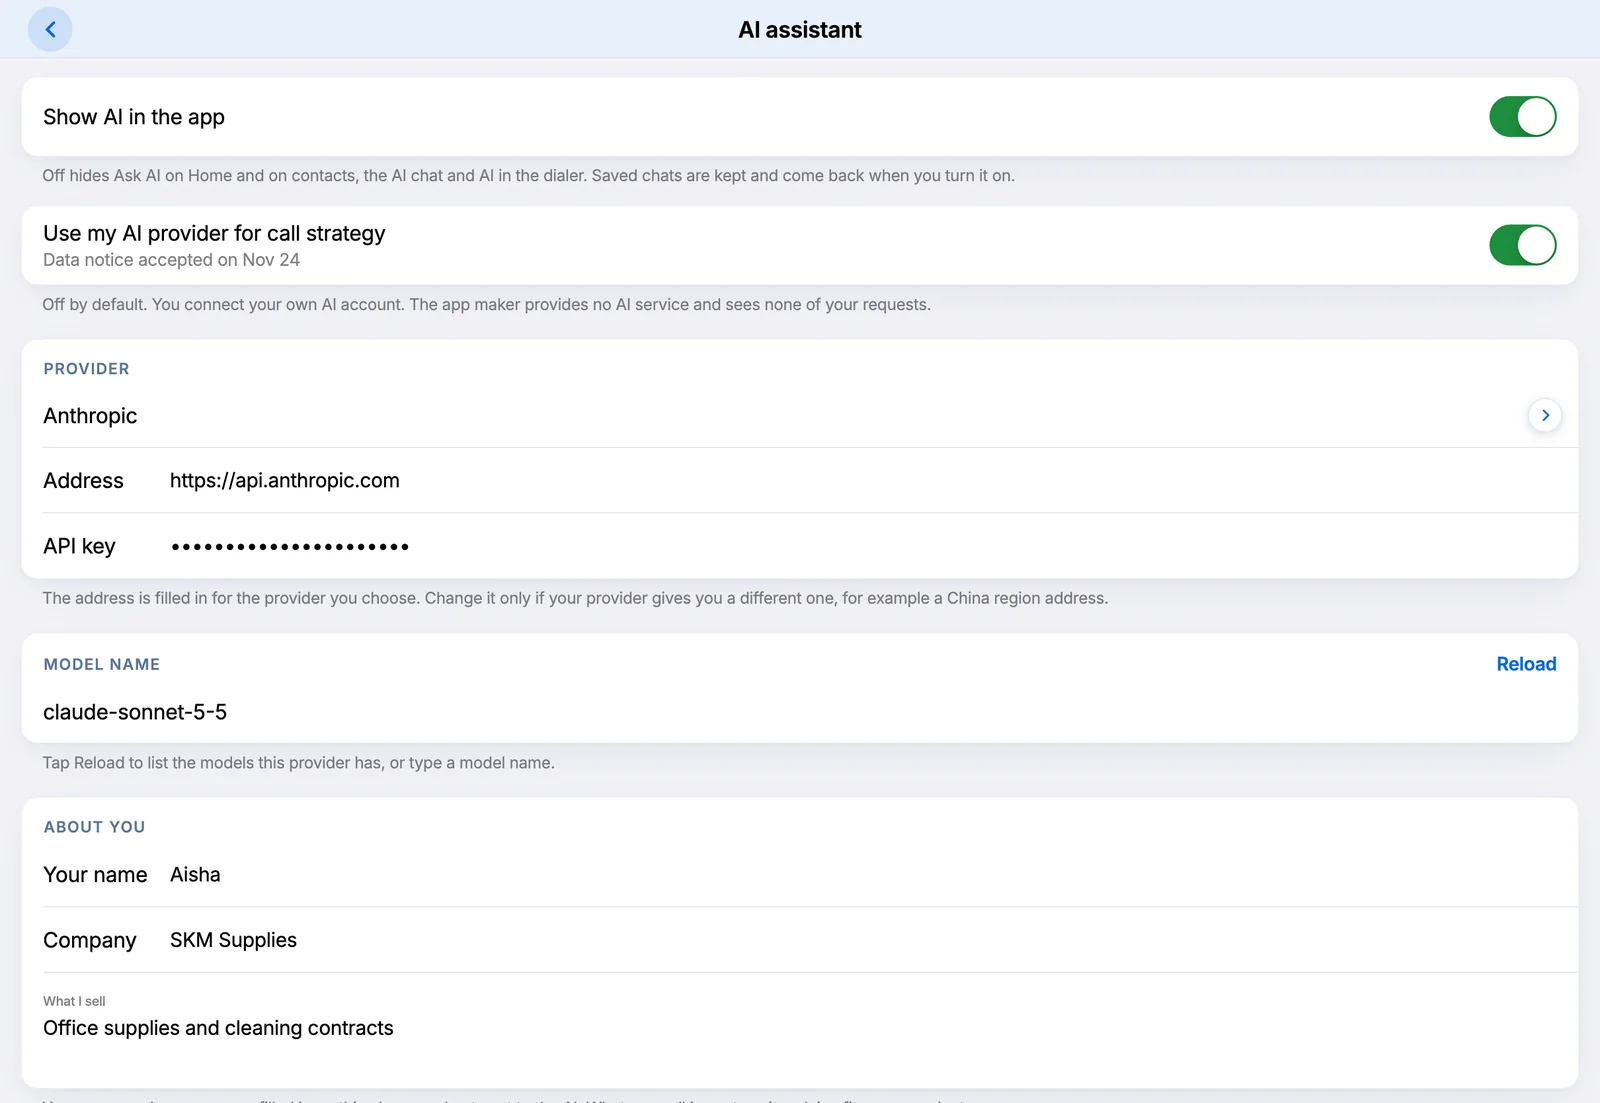 AI assistant
Show AI in the app
Off hides Ask AI on Home and on contacts, the AI chat and AI in the dialer. Saved chats are kept and come back when you turn it on.
Use my AI provider for call strategy
Data notice accepted on Nov 24
Off by default. You connect your own AI account. The app maker provides no AI service and sees none of your requests.
PROVIDER
Anthropic
Address https://api.anthropic.com
API key ••••••••••••••••••••••
The address is filled in for the provider you choose. Change it only if your provider gives you a different one, for example a China region address.
MODEL NAME Reload
claude-sonnet-5-5
Tap Reload to list the models this provider has, or type a model name.
ABOUT YOU
Your name Aisha
Company SKM Supplies
What I sell
Office supplies and cleaning contracts